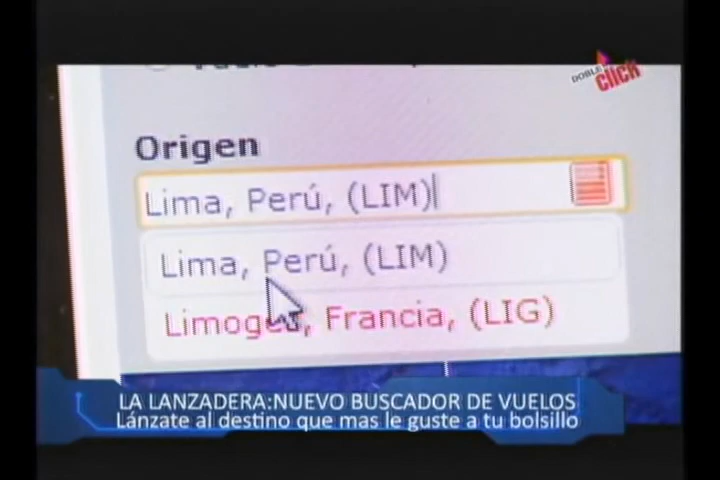 DOBLE
click
Origen
Lima, Perú, (LIM)
Lima, Perú, (LIM)
Limoges, Francia, (LIG)
LA LANZADERA:NUEVO BUSCADOR DE VUELOS
Lánzate al destino que mas le guste a tu bolsillo